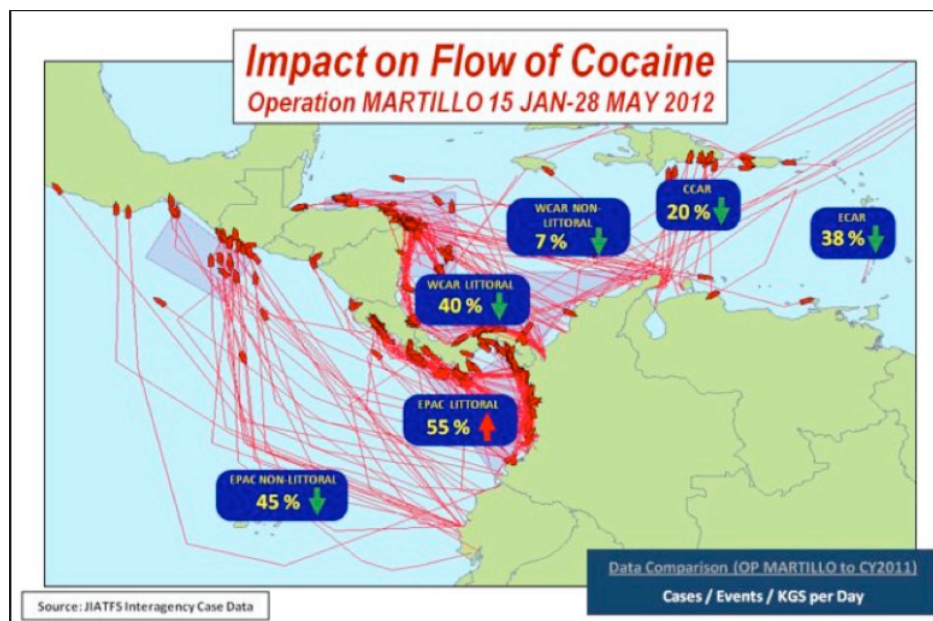 Impact on Flow of Cocaine
Operation MARTILLO 15 JAN-28 MAY 2012
CCAR
20 %
WCAR NON-
LITTORAL
7 %
ECAR
38 %
WCAR LITTORAL
40 %
EPAC LITTORAL
55 %
EPAC NON-LITTORAL
45 %
Data Comparison (OP MARTILLO to CY2011)
Cases / Events / KGS per Day
Source: JIATFS Interagency Case Data